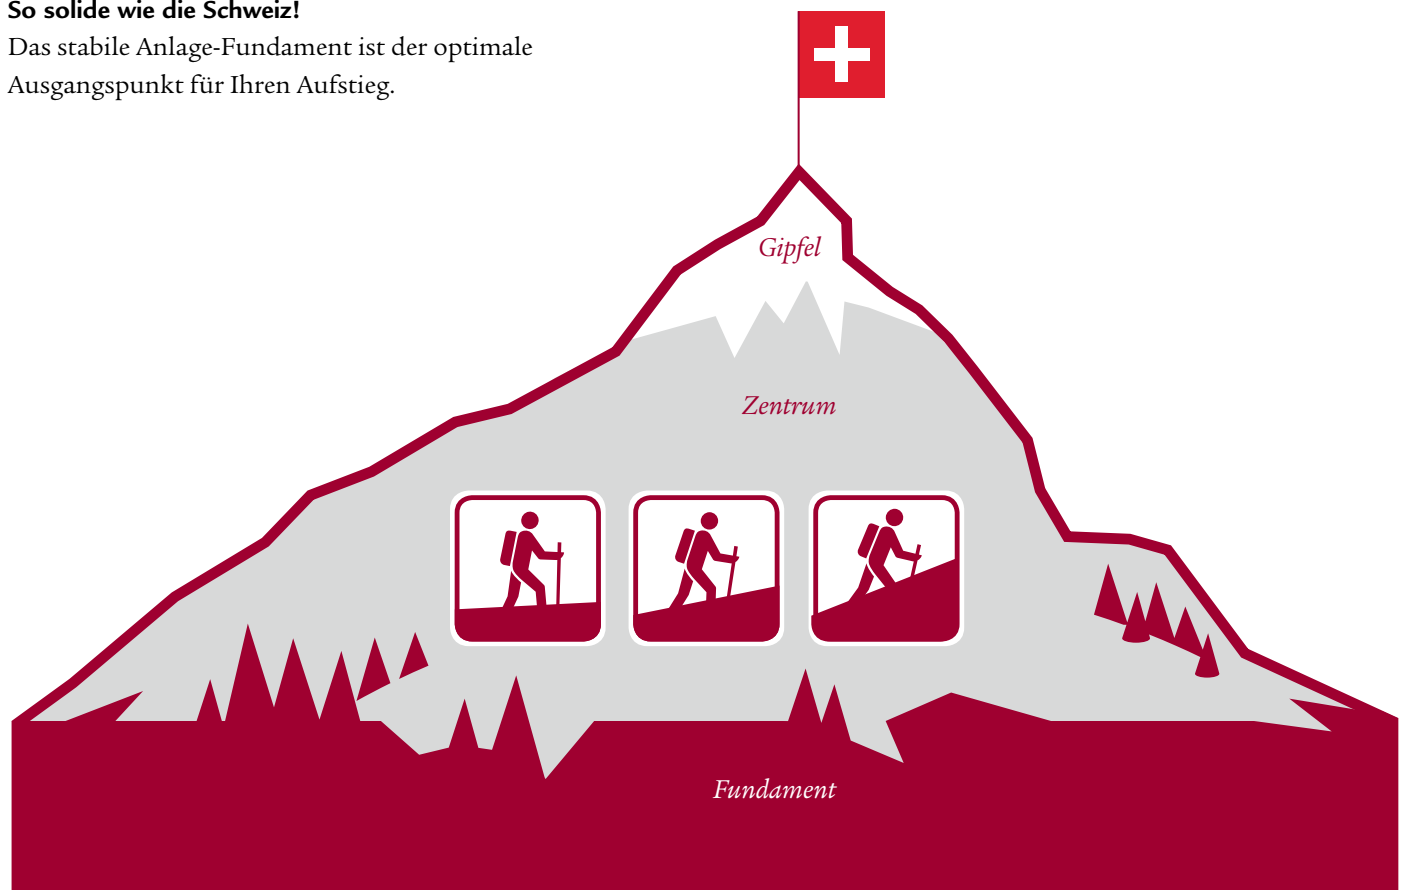 So solide wie die Schweiz!
Das stabile Anlage-Fundament ist der optimale
Ausgangspunkt für Ihren Aufstieg.
Gipfel
Zentrum
Fundament